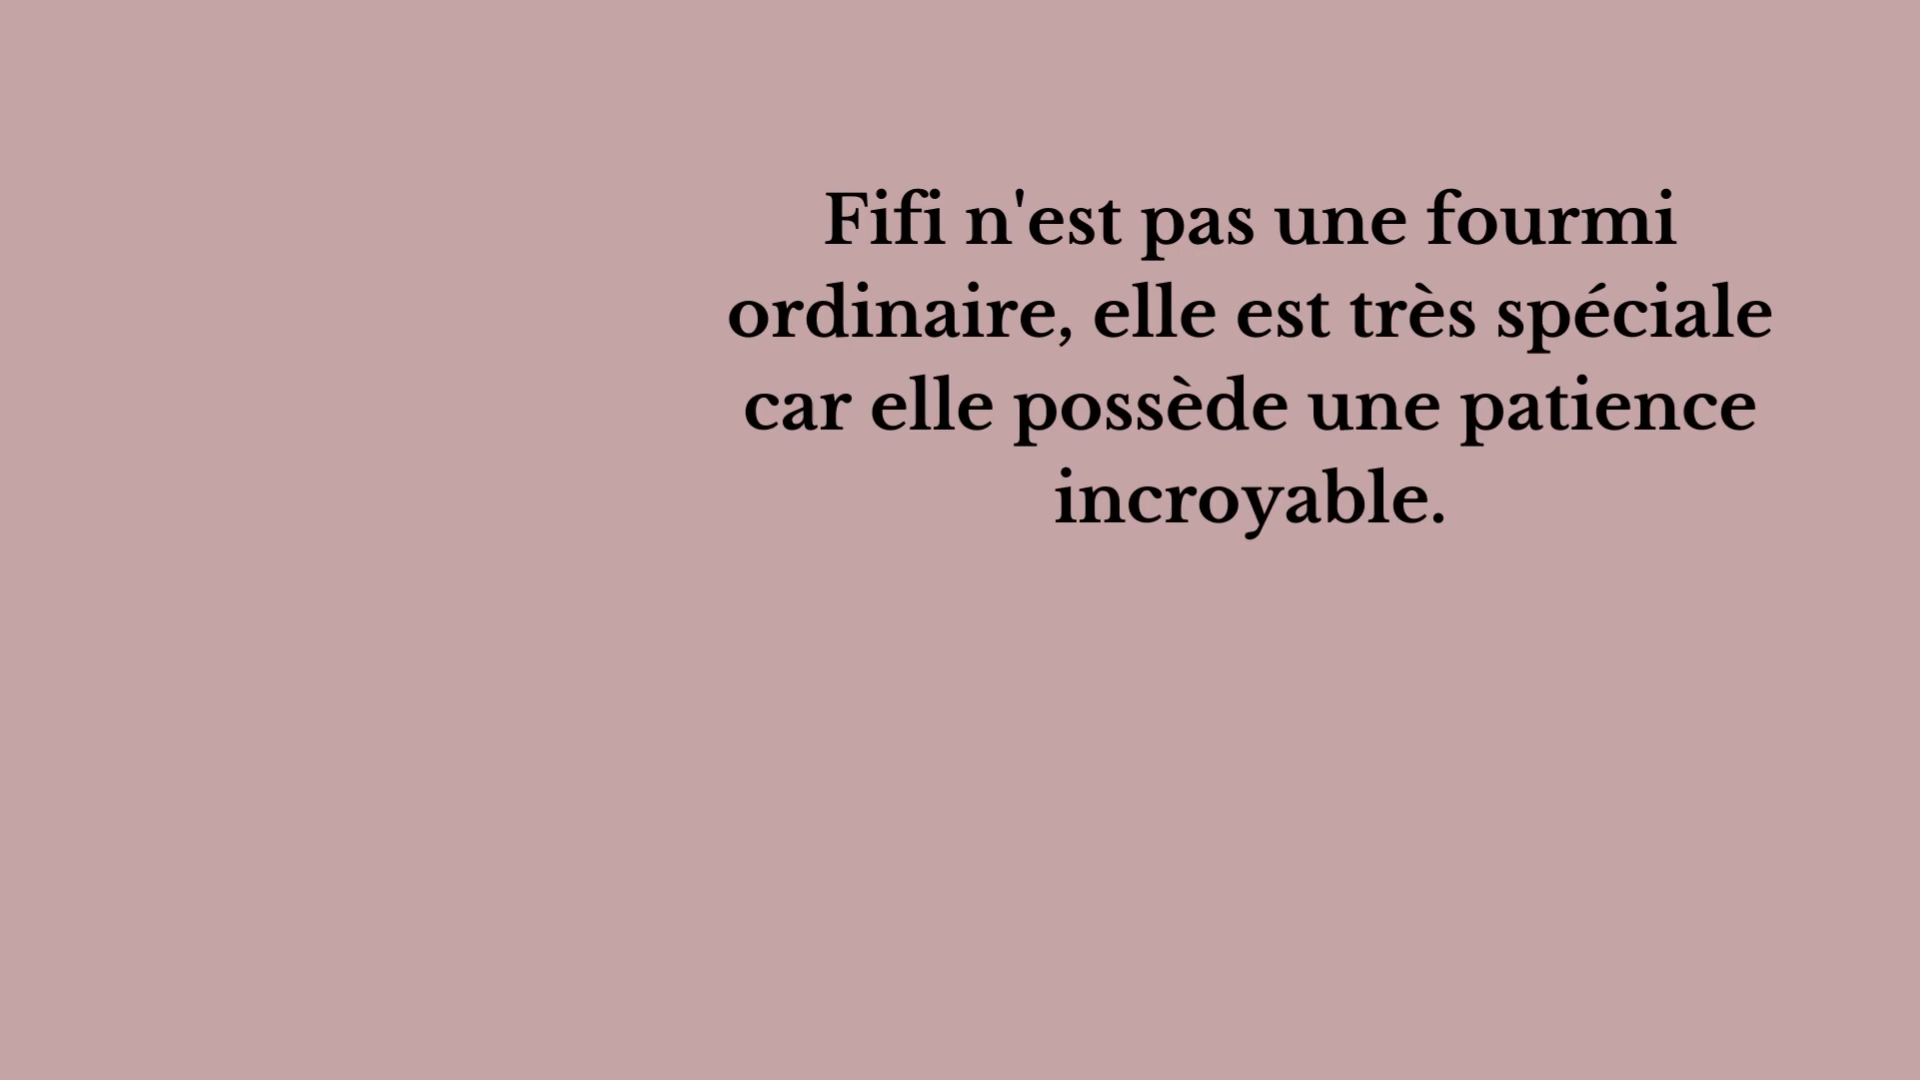 Fifi n'est pas une fourmi
ordinaire, elle est très spéciale
car elle possède une patience
incroyable.